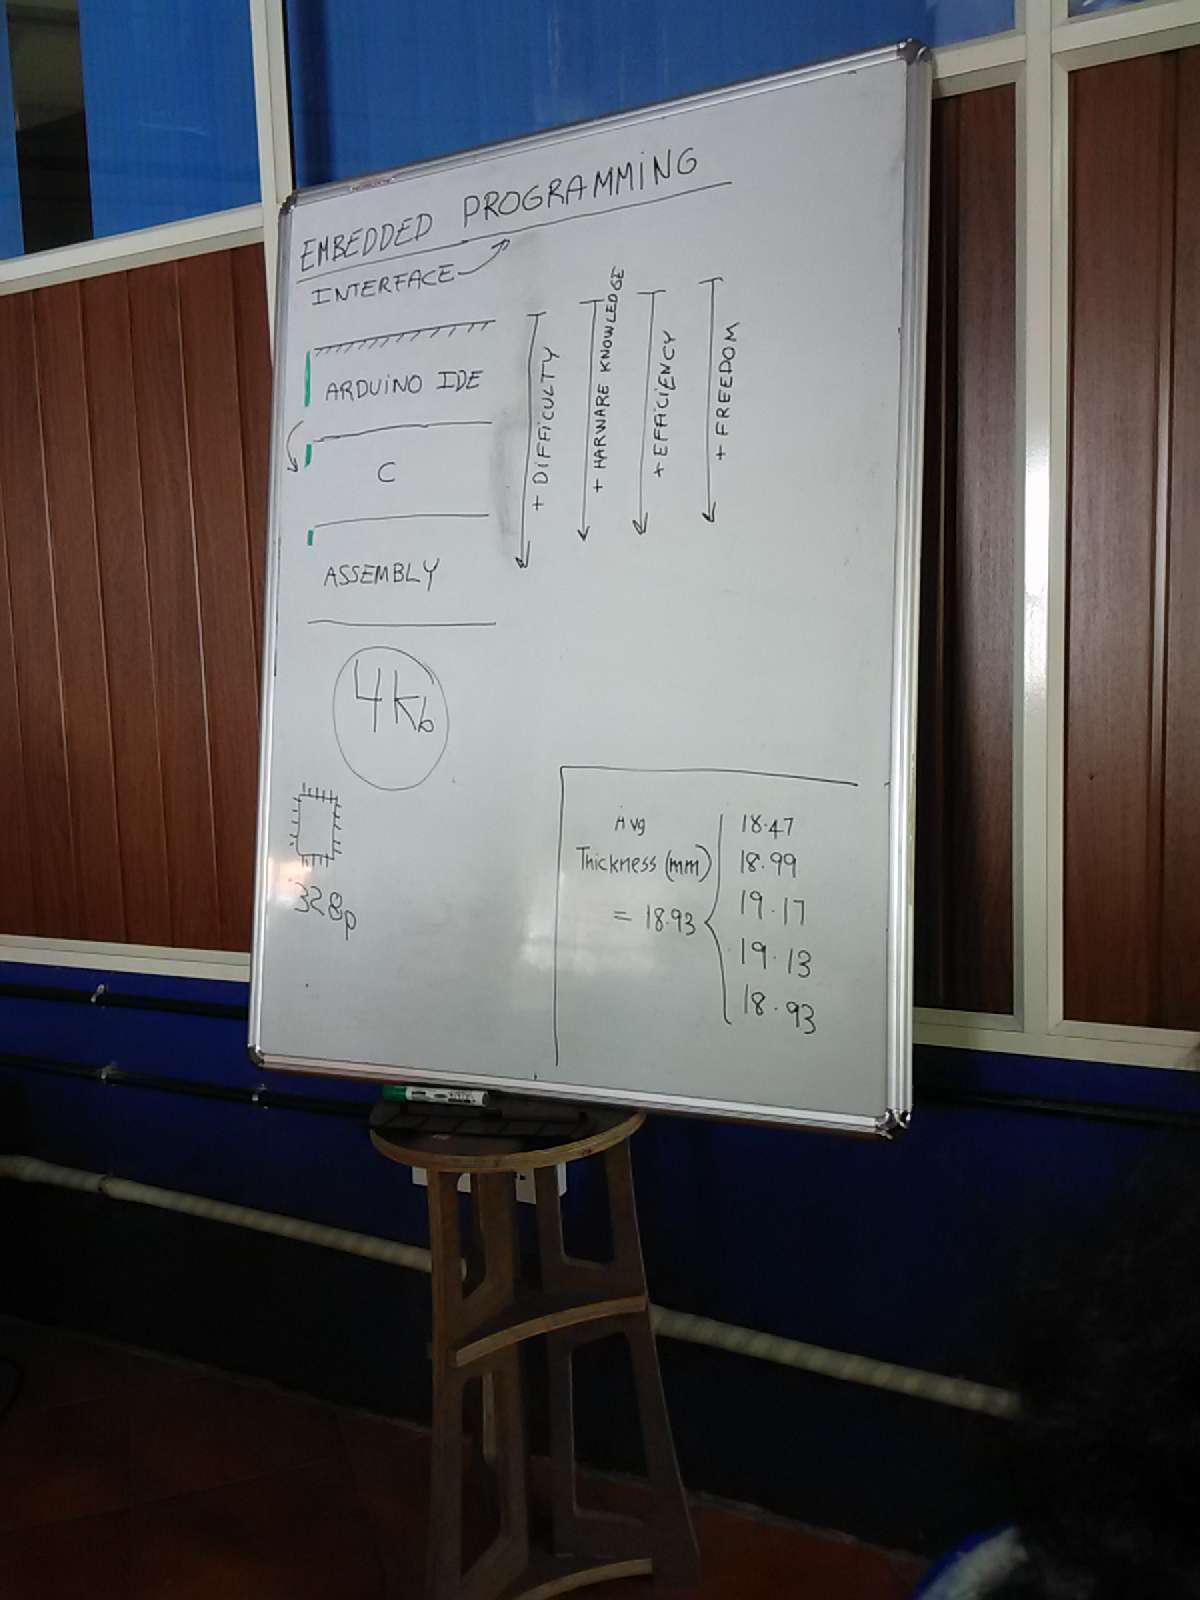 EMBEDDED PROGRAMMING
INTERFACE
ARDUINO IDE
C
ASSEMBLY
+ DIFFICULTY
+ HARWARE KNOWLEDGE
+ EFFICIENCY
+ FREEDOM
4Kb
328p
Avg
Thickness (mm)
= 18.93
18.47
18.99
19.17
19.13
18.93